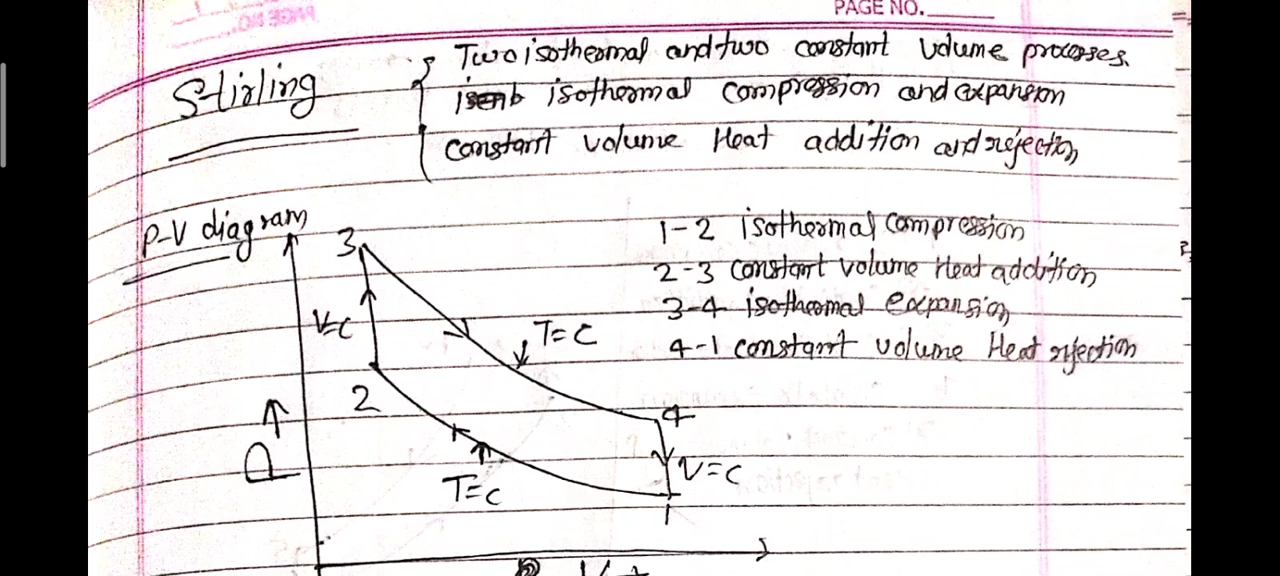 PAGE NO.
Stirling
Two isothermal and two constant volume processes.
isenb isothermal compression and expansion
constant volume Heat addition and rejection
P-V diagram
1-2 isothermal compression
2-3 constant volume Heat addition
3-4 isothermal expansion
4-1 constant volume Heat rejection
3
V=C
T=C
2
4
P
T=C
V=C
1